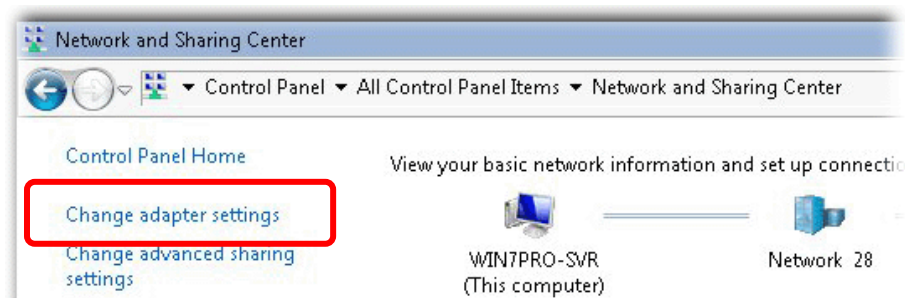 Network and Sharing Center
Control Panel All Control Panel Items Network and Sharing Center
Control Panel Home
View your basic network information and set up connectio
Change adapter settings
Change advanced sharing
settings
WIN7PRO-SVR
(This computer)
Network 28